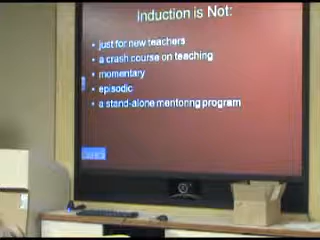 Induction is Not:
• just for new teachers
• a crash course on teaching
• momentary
• episodic
• a stand-alone mentoring program